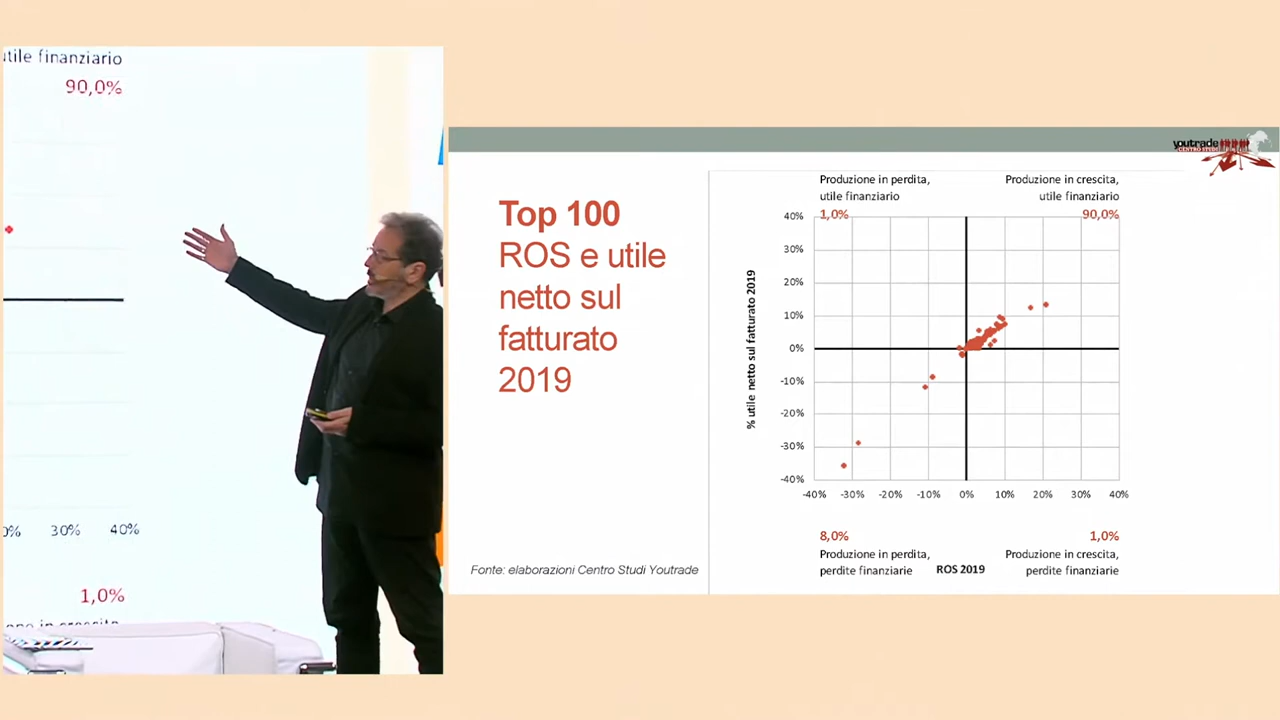 utile finanziario
90,0%
30% 40%
1,0%
youtrade
CENTRO STUDI
Top 100
ROS e utile
netto sul
fatturato
2019
Fonte: elaborazioni Centro Studi Youtrade
Produzione in perdita,
utile finanziario
1,0%
Produzione in crescita,
utile finanziario
90,0%
% utile netto sul fatturato 2019
40%
30%
20%
10%
0%
-10%
-20%
-30%
-40%
-40% -30% -20% -10% 0% 10% 20% 30% 40%
8,0%
Produzione in perdita,
perdite finanziarie
ROS 2019
1,0%
Produzione in crescita,
perdite finanziarie